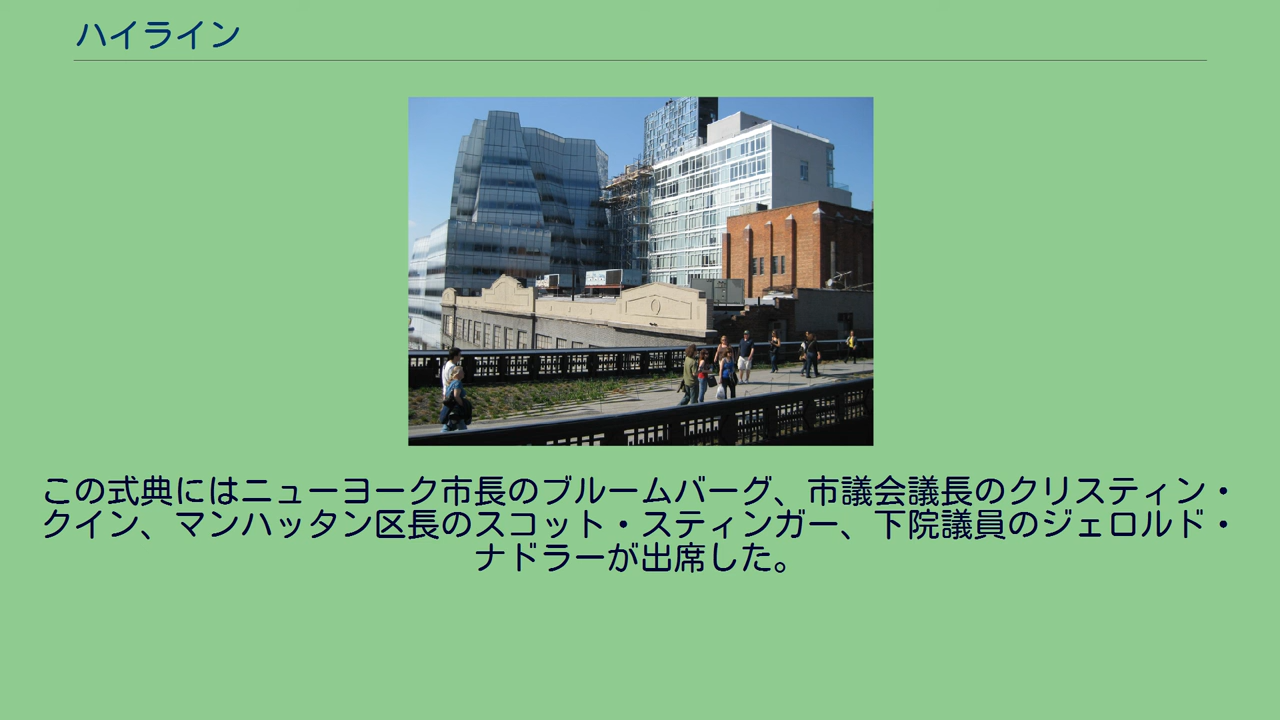 ハイライン
この式典にはニューヨーク市長のブルームバーグ、市議会議長のクリスティン・
クイン、マンハッタン区長のスコット・スティンガー、下院議員のジェロルド・
ナドラーが出席した。